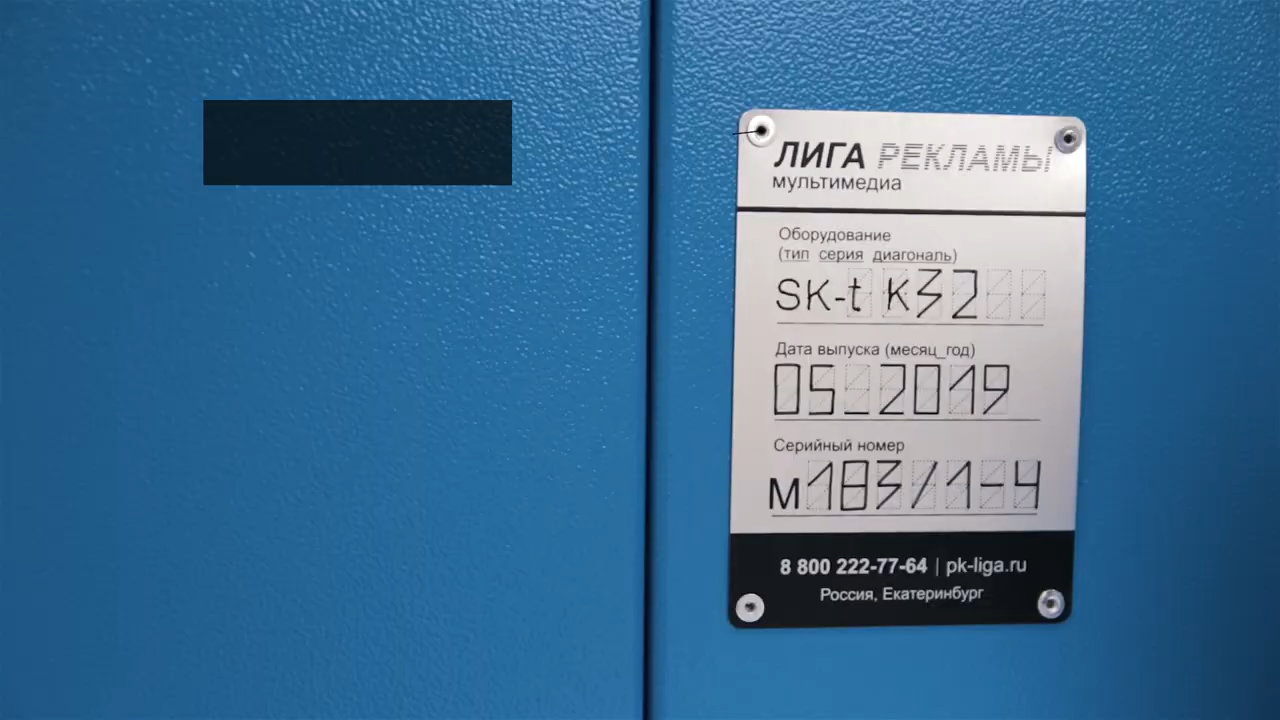 ЛИГА РЕКЛАМЫ
мультимедиа
Оборудование
(тип серия диагональ)
SK-t K32
Дата выпуска (месяц_год)
05_2019
Серийный номер
М183/1-4
8 800 222-77-64 | pk-liga.ru
Россия, Екатеринбург